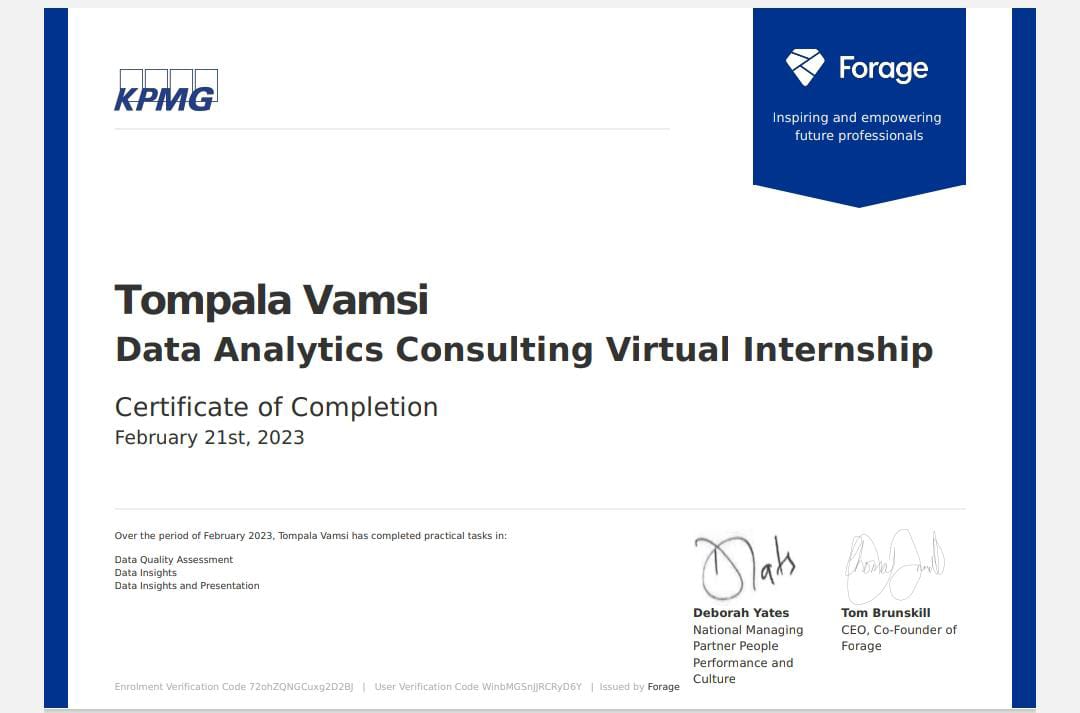 KPMG
Forage
Inspiring and empowering
future professionals
Tompala Vamsi
Data Analytics Consulting Virtual Internship
Certificate of Completion
February 21st, 2023
Over the period of February 2023, Tompala Vamsi has completed practical tasks in:
Data Quality Assessment
Data Insights
Data Insights and Presentation
Deborah Yates
National Managing
Partner People
Performance and
Culture
Tom Brunskill
CEO, Co-Founder of
Forage
Enrolment Verification Code 72ohZQNGCuxg2D2BJ | User Verification Code WinbMGSnJJRCRyD6Y | Issued by Forage